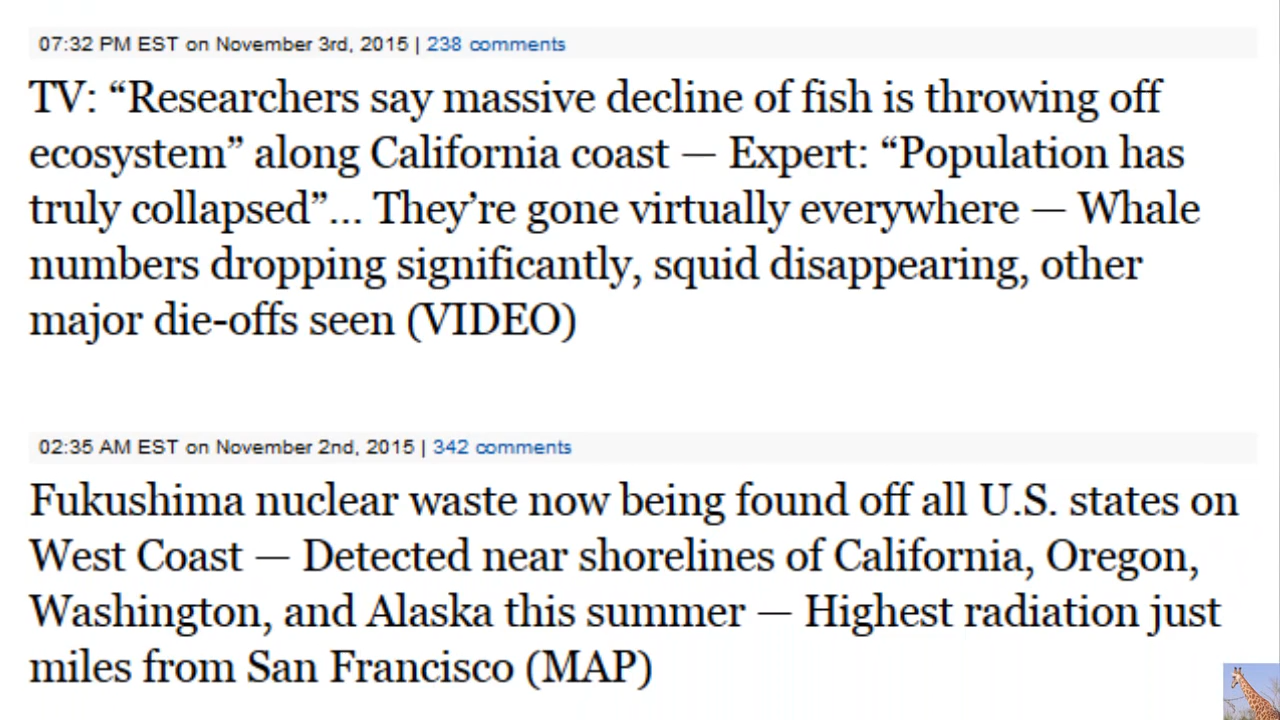 07:32 PM EST on November 3rd, 2015 | 238 comments
TV: “Researchers say massive decline of fish is throwing off
ecosystem” along California coast — Expert: “Population has
truly collapsed”... They’re gone virtually everywhere — Whale
numbers dropping significantly, squid disappearing, other
major die-offs seen (VIDEO)
02:35 AM EST on November 2nd, 2015 | 342 comments
Fukushima nuclear waste now being found off all U.S. states on
West Coast — Detected near shorelines of California, Oregon,
Washington, and Alaska this summer — Highest radiation just
miles from San Francisco (MAP)